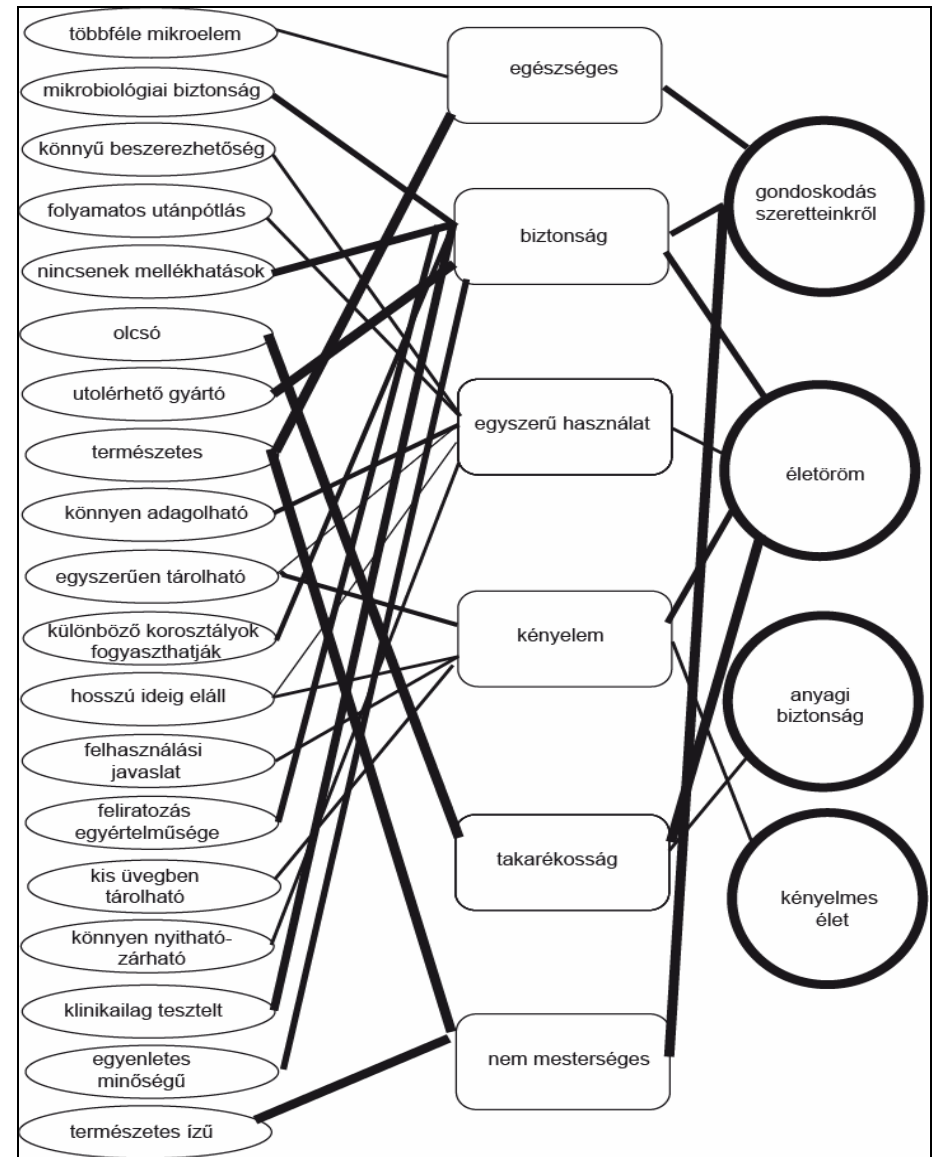 többféle mikroelem
mikrobiológiai biztonság
könnyű beszerezhetőség
folyamatos utánpótlás
nincsenek mellékhatások
olcsó
utolérhető gyártó
természetes
könnyen adagolható
egyszerűen tárolható
különböző korosztályok
fogyaszthatják
hosszú ideig eláll
felhasználási
javaslat
feliratozás
egyértelműsége
kis üvegben
tárolható
könnyen nyitható-
zárható
klinikailag tesztelt
egyenletes
minőségű
természetes ízű
egészséges
biztonság
egyszerű használat
kényelem
takarékosság
nem mesterséges
gondoskodás
szeretteinkről
életöröm
anyagi
biztonság
kényelmes
élet